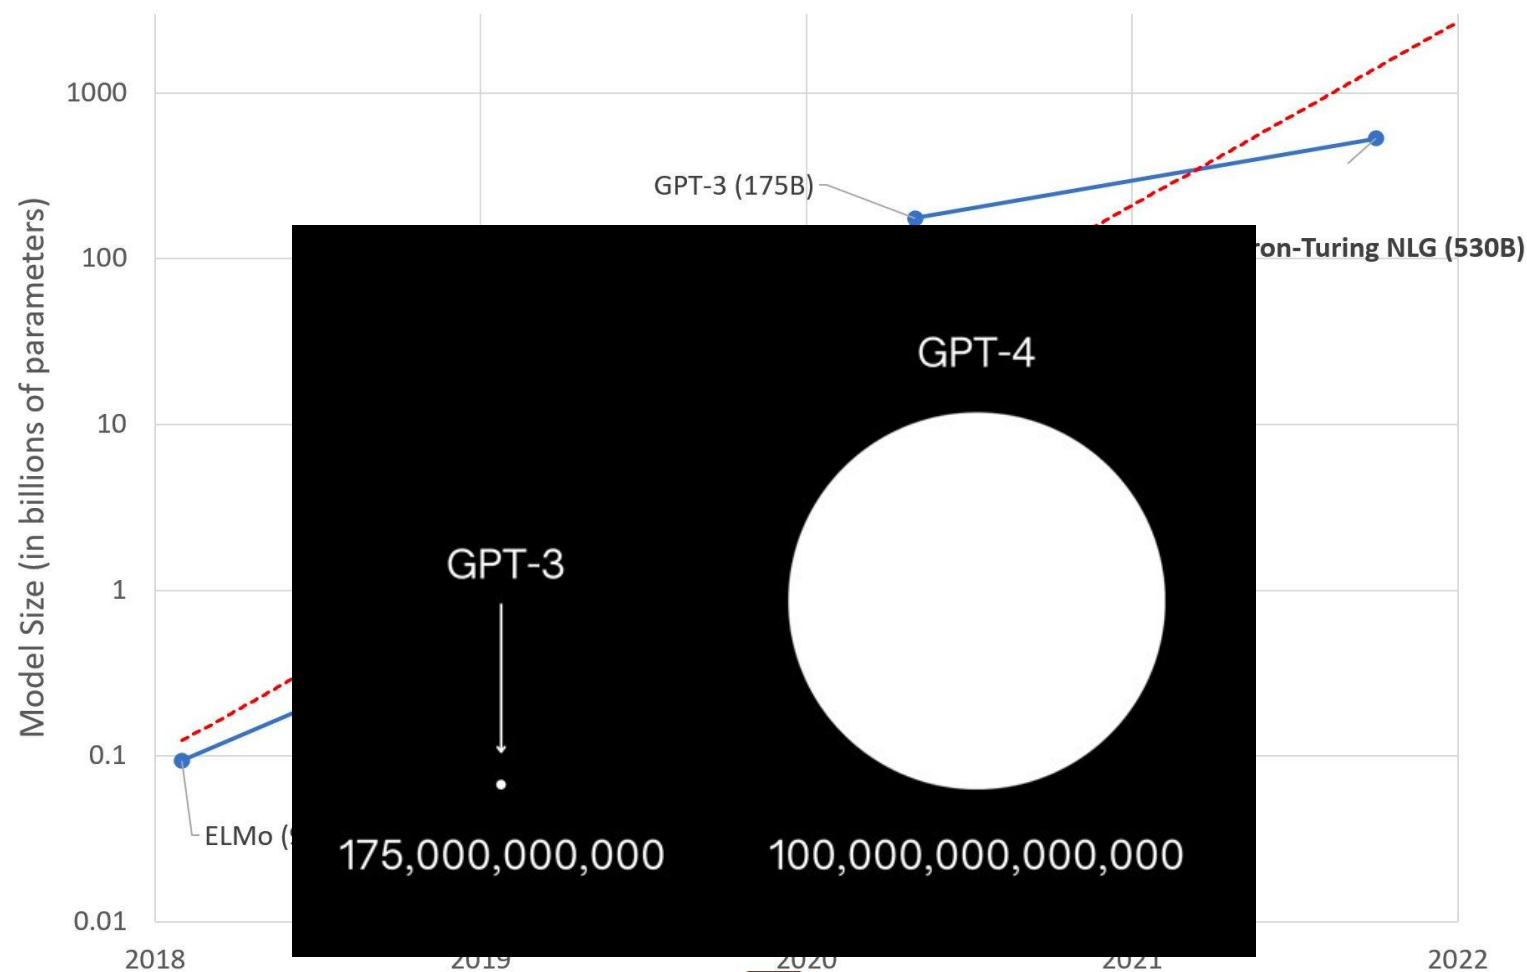 Model Size (in billions of parameters)
1000
100
10
1
0.1
0.01
2018
2019
2020
2021
2022
GPT-3 (175B)
ron-Turing NLG (530B)
ELMo (
GPT-4
GPT-3
175,000,000,000
100,000,000,000,000